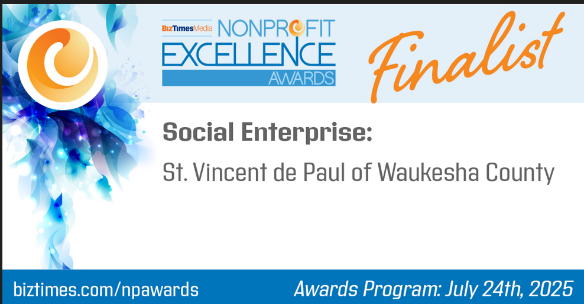 BizTimesMedia NONPROFIT
EXCELLENCE
AWARDS
Finalist
Social Enterprise:
St. Vincent de Paul of Waukesha County
biztimes.com/npawards
Awards Program: July 24th, 2025